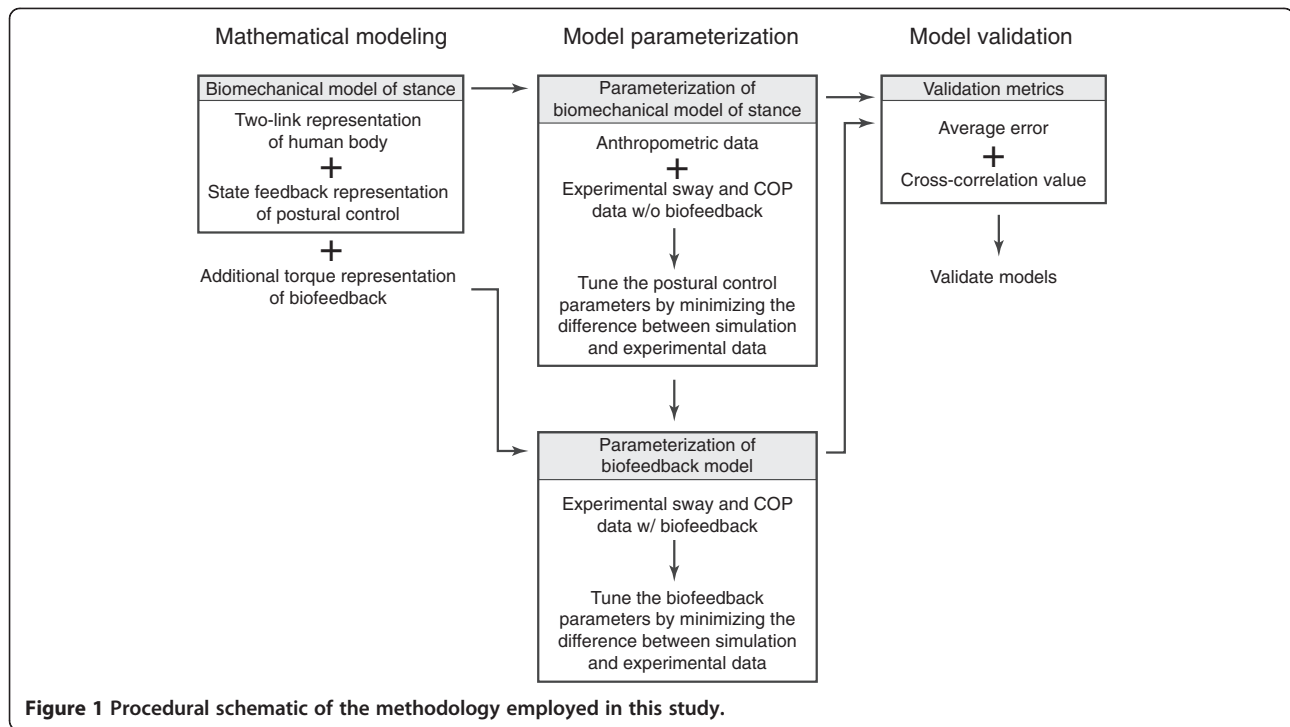 Mathematical modeling
Biomechanical model of stance
Two-link representation
of human body
+
State feedback representation
of postural control
+
Additional torque representation
of biofeedback
Model parameterization
Parameterization of
biomechanical model of stance
Anthropometric data
+
Experimental sway and COP
data w/o biofeedback
Tune the postural control
parameters by minimizing the
difference between simulation
and experimental data
Parameterization of
biofeedback model
Experimental sway and COP
data w/ biofeedback
Tune the biofeedback
parameters by minimizing the
difference between simulation
and experimental data
Model validation
Validation metrics
Average error
+
Cross-correlation value
Validate models
Figure 1 Procedural schematic of the methodology employed in this study.